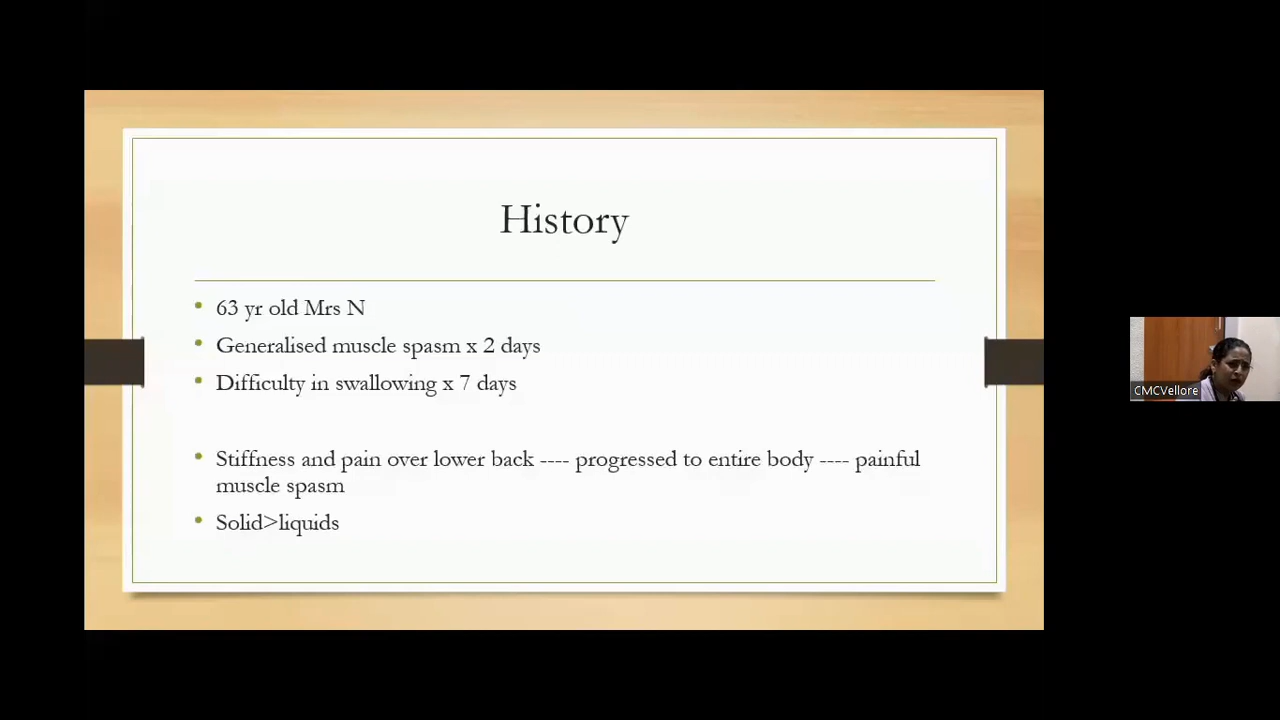 History
63 yr old Mrs N
Generalised muscle spasm x 2 days
Difficulty in swallowing x 7 days
Stiffness and pain over lower back ---- progressed to entire body ---- painful
muscle spasm
Solid>liquids
CMCVellore